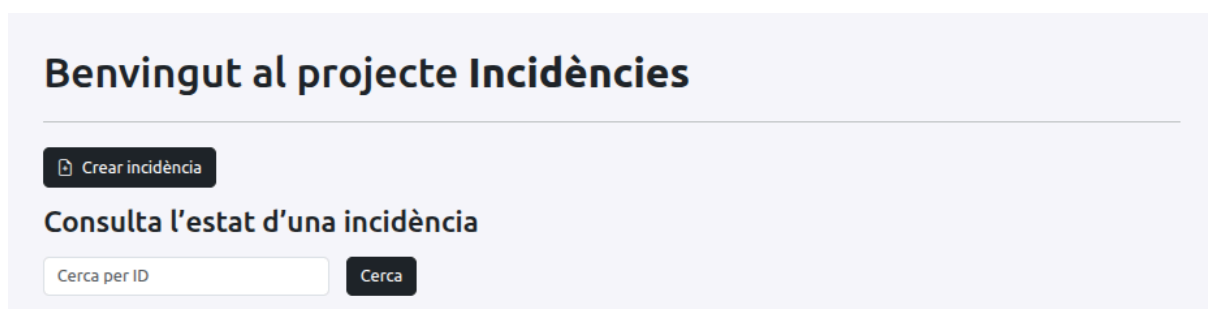 Benvingut al projecte Incidències
Crear incidència
Consulta l’estat d’una incidència
Cerca per ID
Cerca